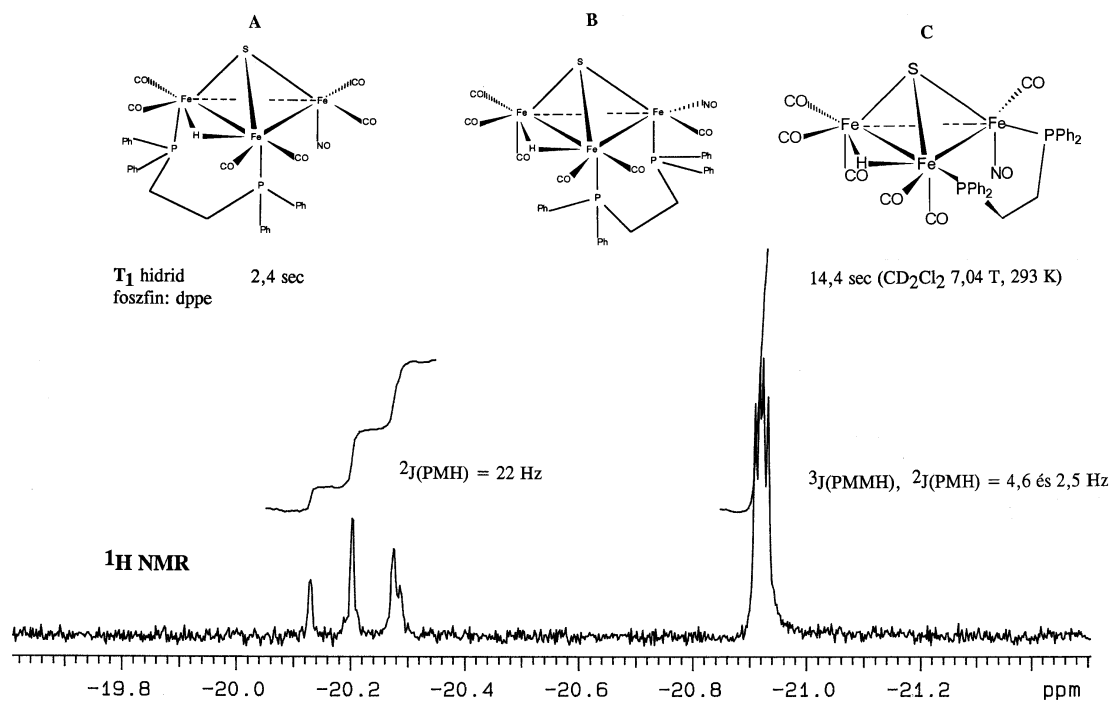 A
B
C
S
CO
CO
Fe
Fe
CO
CO
H
Fe
NO
Ph
Ph
P
CO
CO
P
Ph
Ph
S
CO
CO
Fe
Fe
NO
CO
H
CO
Fe
P
Ph
Ph
CO
CO
Ph
P
Ph
S
CO
CO
CO
Fe
Fe
PPh2
H
CO
Fe
NO
CO
PPh2
CO
T1 hidrid 2,4 sec
foszfin: dppe
14,4 sec (CD2Cl2 7,04 T, 293 K)
2J(PMH) = 22 Hz
3J(PMMH), 2J(PMH) = 4,6 és 2,5 Hz
1H NMR
-19.8 -20.0 -20.2 -20.4 -20.6 -20.8 -21.0 -21.2 ppm